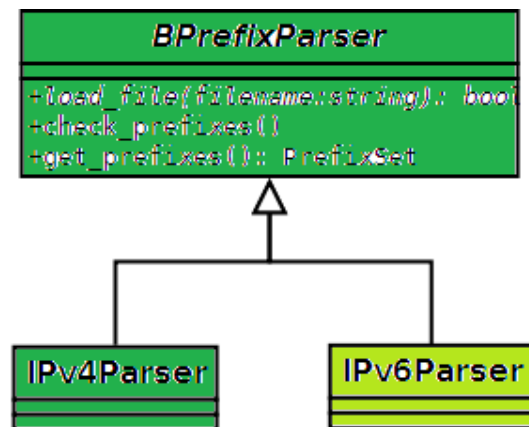 BPrefixParser
+load_file(filename:string): bool
+check_prefixes()
+get_prefixes(): PrefixSet
IPv4Parser IPv6Parser